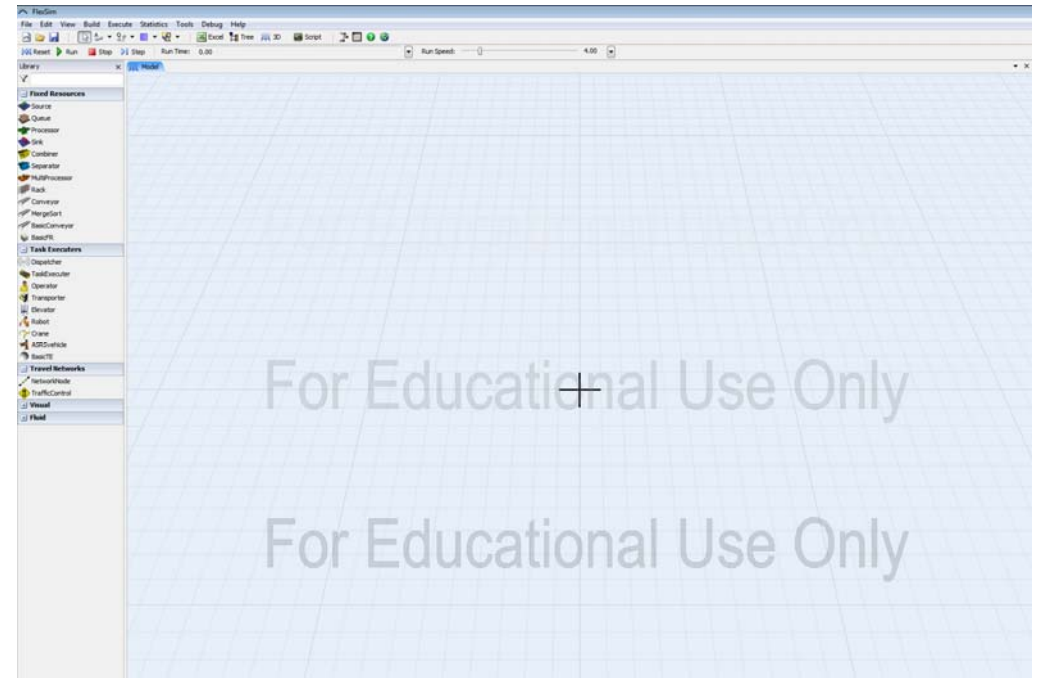 FlexSim
File Edit View Build Execute Statistics Tools Debug Help
Excel Tree 3D Script
Reset Run Stop Step Run Time: 0.00 Run Speed: 4.00
Library Model
Fixed Resources
Source
Queue
Processor
Sink
Combiner
Separator
MultiProcessor
Rack
Conveyor
MergeSort
BasicConveyor
BasicFR
Task Executers
Dispatcher
TaskExecuter
Operator
Transporter
Elevator
Robot
Crane
ASRSvehicle
BasicTE
Travel Networks
NetworkNode
TrafficControl
Visual
Fluid
For Educational Use Only
For Educational Use Only